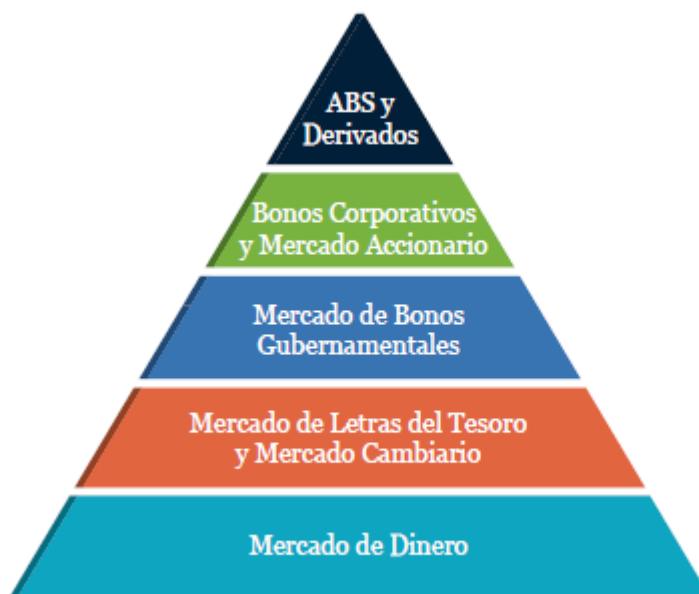 ABS y
Derivados
Bonos Corporativos
y Mercado Accionario
Mercado de Bonos
Gubernamentales
Mercado de Letras del Tesoro
y Mercado Cambiario
Mercado de Dinero